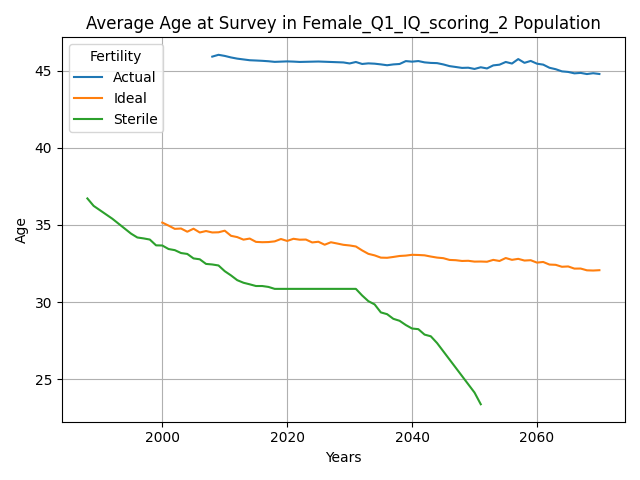 Average Age at Survey in Female_Q1_IQ_scoring_2 Population
Fertility
Actual
Ideal
Sterile
Age
45
40
35
30
25
2000
2020
2040
2060
Years